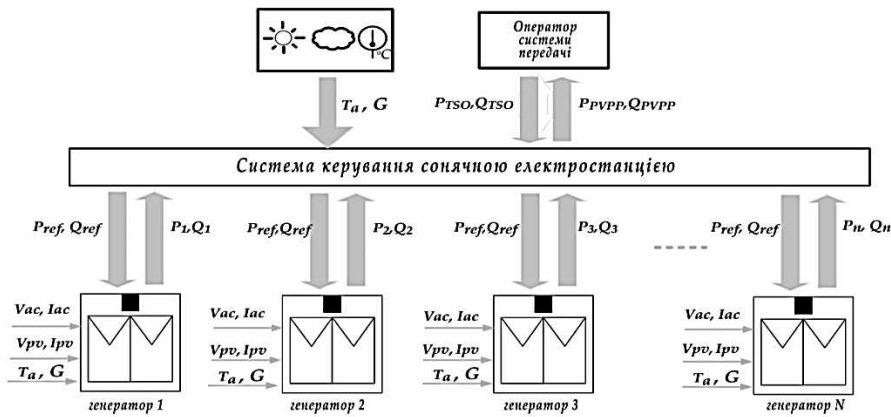 Оператор
системи
передачі
T°C
Ta , G
PTSO,QTSO
PPVPP,QPVPP
Система керування сонячною електростанцією
Pref, Qref
P1,Q1
Pref,Qref
P2,Q2
Pref,Qref
P3,Q3
Pref, Qref
Pn, Qn
Vac, Iac
Vpv, Ipv
Ta , G
генератор 1
Vac, Iac
Vpv, Ipv
Ta , G
генератор 2
Vac, Iac
Vpv, Ipv
Ta , G
генератор 3
Vac, Iac
Vpv, Ipv
Ta , G
генератор N